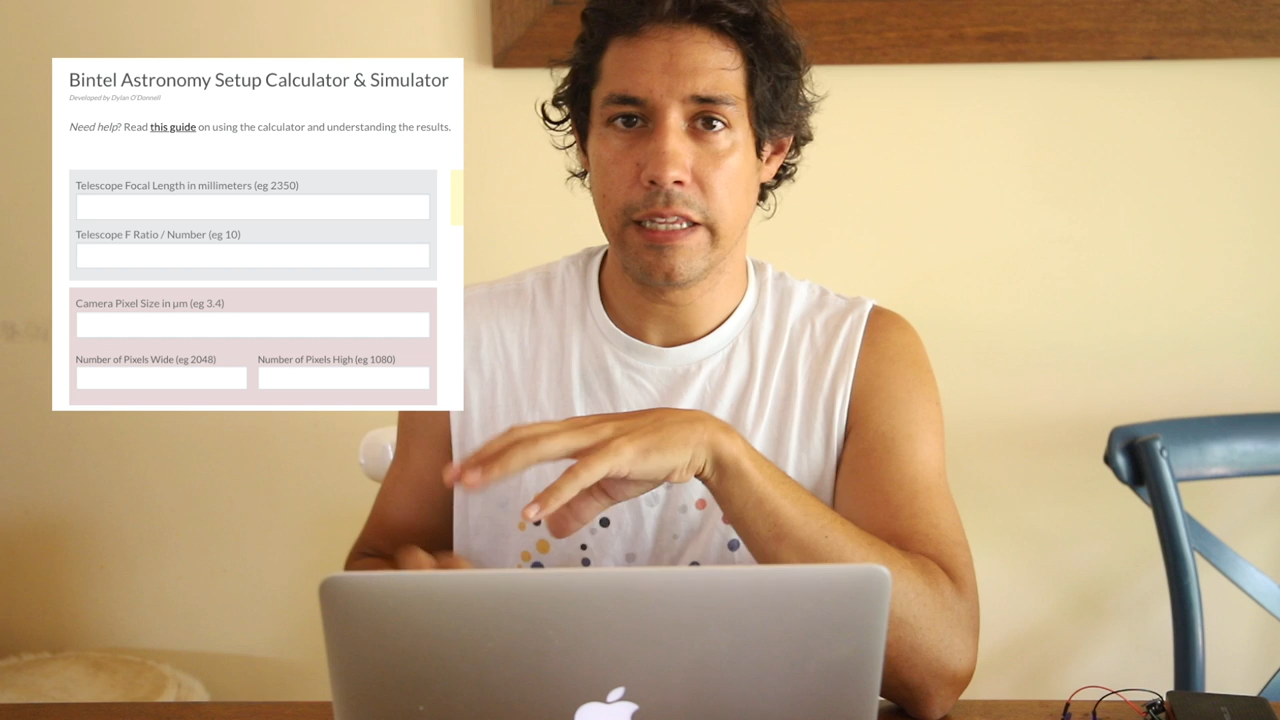 Bintel Astronomy Setup Calculator & Simulator
Developed by Dylan O'Donnell
Need help? Read this guide on using the calculator and understanding the results.
Telescope Focal Length in millimeters (eg 2350)
Telescope F Ratio / Number (eg 10)
Camera Pixel Size in µm (eg 3.4)
Number of Pixels Wide (eg 2048)
Number of Pixels High (eg 1080)